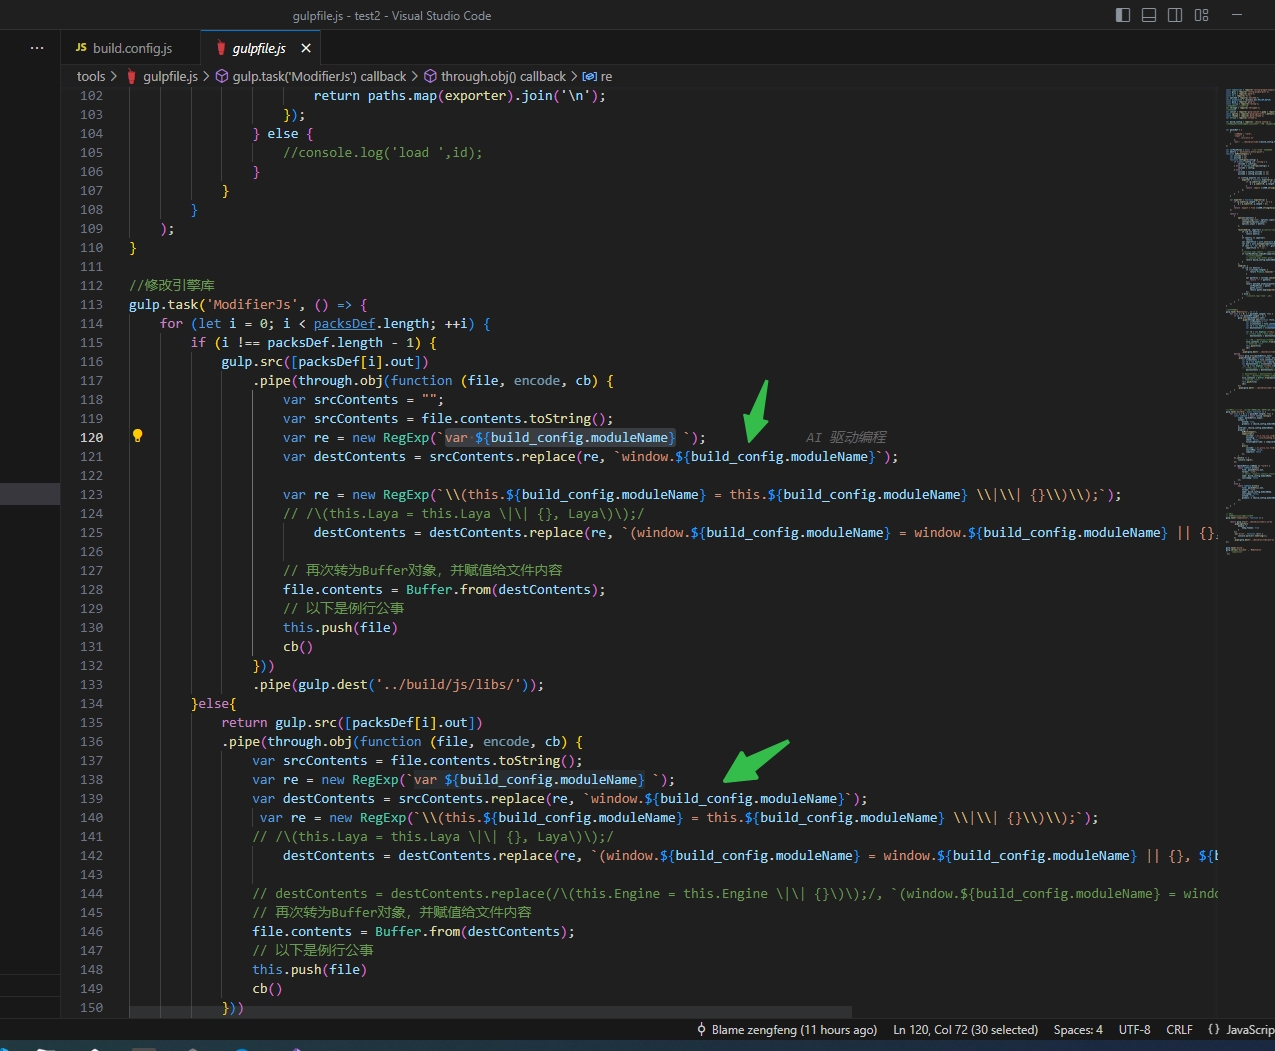 gulpfile.js - test2 - Visual Studio Code
JS build.config.js
gulpfile.js
tools > gulpfile.js > gulp.task('ModifierJs') callback > through.obj() callback > re
102 return paths.map(exporter).join('\n');
103 });
104 } else {
105 //console.log('load ',id);
106 }
107 }
108 }
109 );
110 }
111
112 //修改引擎库
113 gulp.task('ModifierJs', () => {
114 for (let i = 0; i < packsDef.length; ++i) {
115 if (i !== packsDef.length - 1) {
116 gulp.src([packsDef[i].out])
117 .pipe(through.obj(function (file, encode, cb) {
118 var srcContents = "";
119 var srcContents = file.contents.toString();
120 var re = new RegExp(`var ${build_config.moduleName} `); AI 驱动编程
121 var destContents = srcContents.replace(re, `window.${build_config.moduleName}`);
122
123 var re = new RegExp(`\\(this.${build_config.moduleName} = this.${build_config.moduleName} \\|\\| {}\\)\\);`);
124 // /\(this.Laya = this.Laya \|\| {}, Laya\)\);/
125 destContents = destContents.replace(re, `(window.${build_config.moduleName} = window.${build_config.moduleName} || {},
126
127 // 再次转为Buffer对象，并赋值给文件内容
128 file.contents = Buffer.from(destContents);
129 // 以下是例行公事
130 this.push(file)
131 cb()
132 }))
133 .pipe(gulp.dest('../build/js/libs/'));
134 }else{
135 return gulp.src([packsDef[i].out])
136 .pipe(through.obj(function (file, encode, cb) {
137 var srcContents = file.contents.toString();
138 var re = new RegExp(`var ${build_config.moduleName} `);
139 var destContents = srcContents.replace(re, `window.${build_config.moduleName}`);
140 var re = new RegExp(`\\(this.${build_config.moduleName} = this.${build_config.moduleName} \\|\\| {}\\)\\);`);
141 // /\(this.Laya = this.Laya \|\| {}, Laya\)\);/
142 destContents = destContents.replace(re, `(window.${build_config.moduleName} = window.${build_config.moduleName} || {}, ${b
143
144 // destContents = destContents.replace(/\(this.Engine = this.Engine \|\| {}\)\);/, `(window.${build_config.moduleName} = windo
145 // 再次转为Buffer对象，并赋值给文件内容
146 file.contents = Buffer.from(destContents);
147 // 以下是例行公事
148 this.push(file)
149 cb()
150 }))
Blame zengfeng (11 hours ago) Ln 120, Col 72 (30 selected) Spaces: 4 UTF-8 CRLF {} JavaScrip